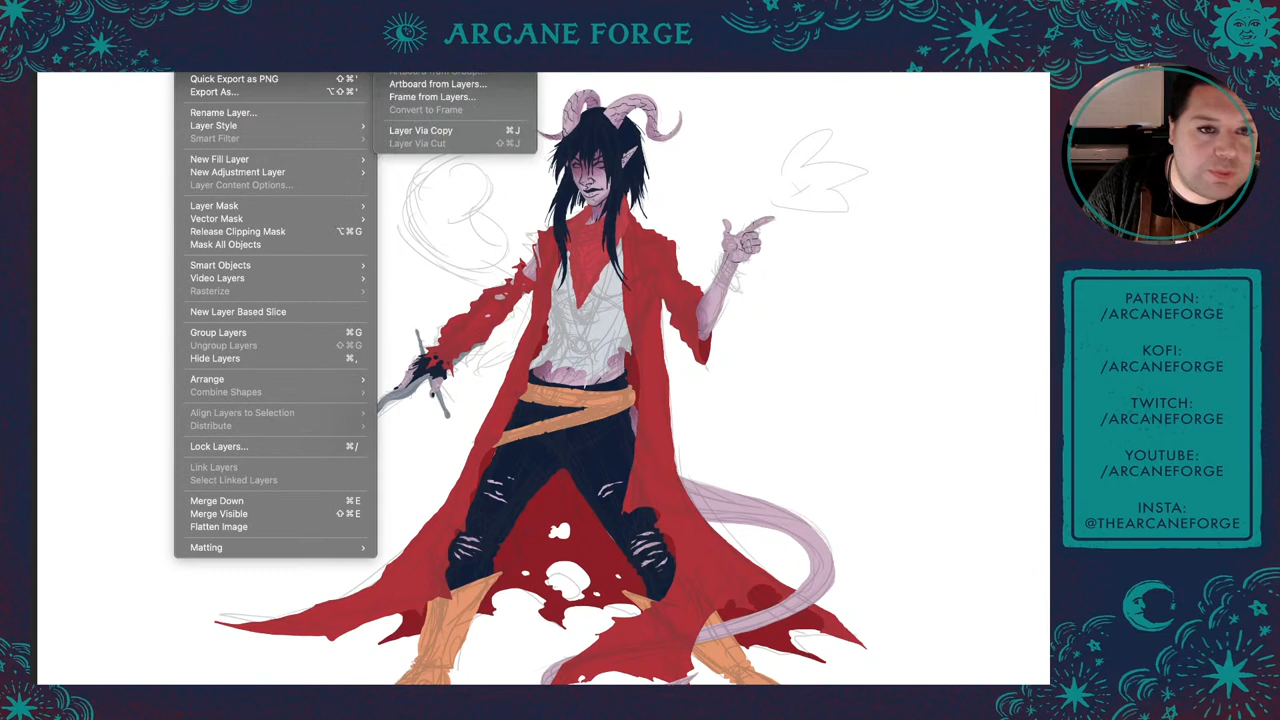 ARCANE FORGE
Quick Export as PNG ⇧⌘'
Export As... ⌥⇧⌘'
Rename Layer...
Layer Style ›
Smart Filter ›
New Fill Layer ›
New Adjustment Layer ›
Layer Content Options...
Layer Mask ›
Vector Mask ›
Release Clipping Mask ⌥⌘G
Mask All Objects
Smart Objects ›
Video Layers ›
Rasterize ›
New Layer Based Slice
Group Layers ⌘G
Ungroup Layers ⇧⌘G
Hide Layers ⌘,
Arrange ›
Combine Shapes ›
Align Layers to Selection ›
Distribute ›
Lock Layers... ⌘/
Link Layers
Select Linked Layers
Merge Down ⌘E
Merge Visible ⇧⌘E
Flatten Image
Matting ›
Artboard from Group...
Artboard from Layers...
Frame from Layers...
Convert to Frame
Layer Via Copy ⌘J
Layer Via Cut ⇧⌘J
PATREON:
/ARCANEFORGE
KOFI:
/ARCANEFORGE
TWITCH:
/ARCANEFORGE
YOUTUBE:
/ARCANEFORGE
INSTA:
@THEARCANEFORGE